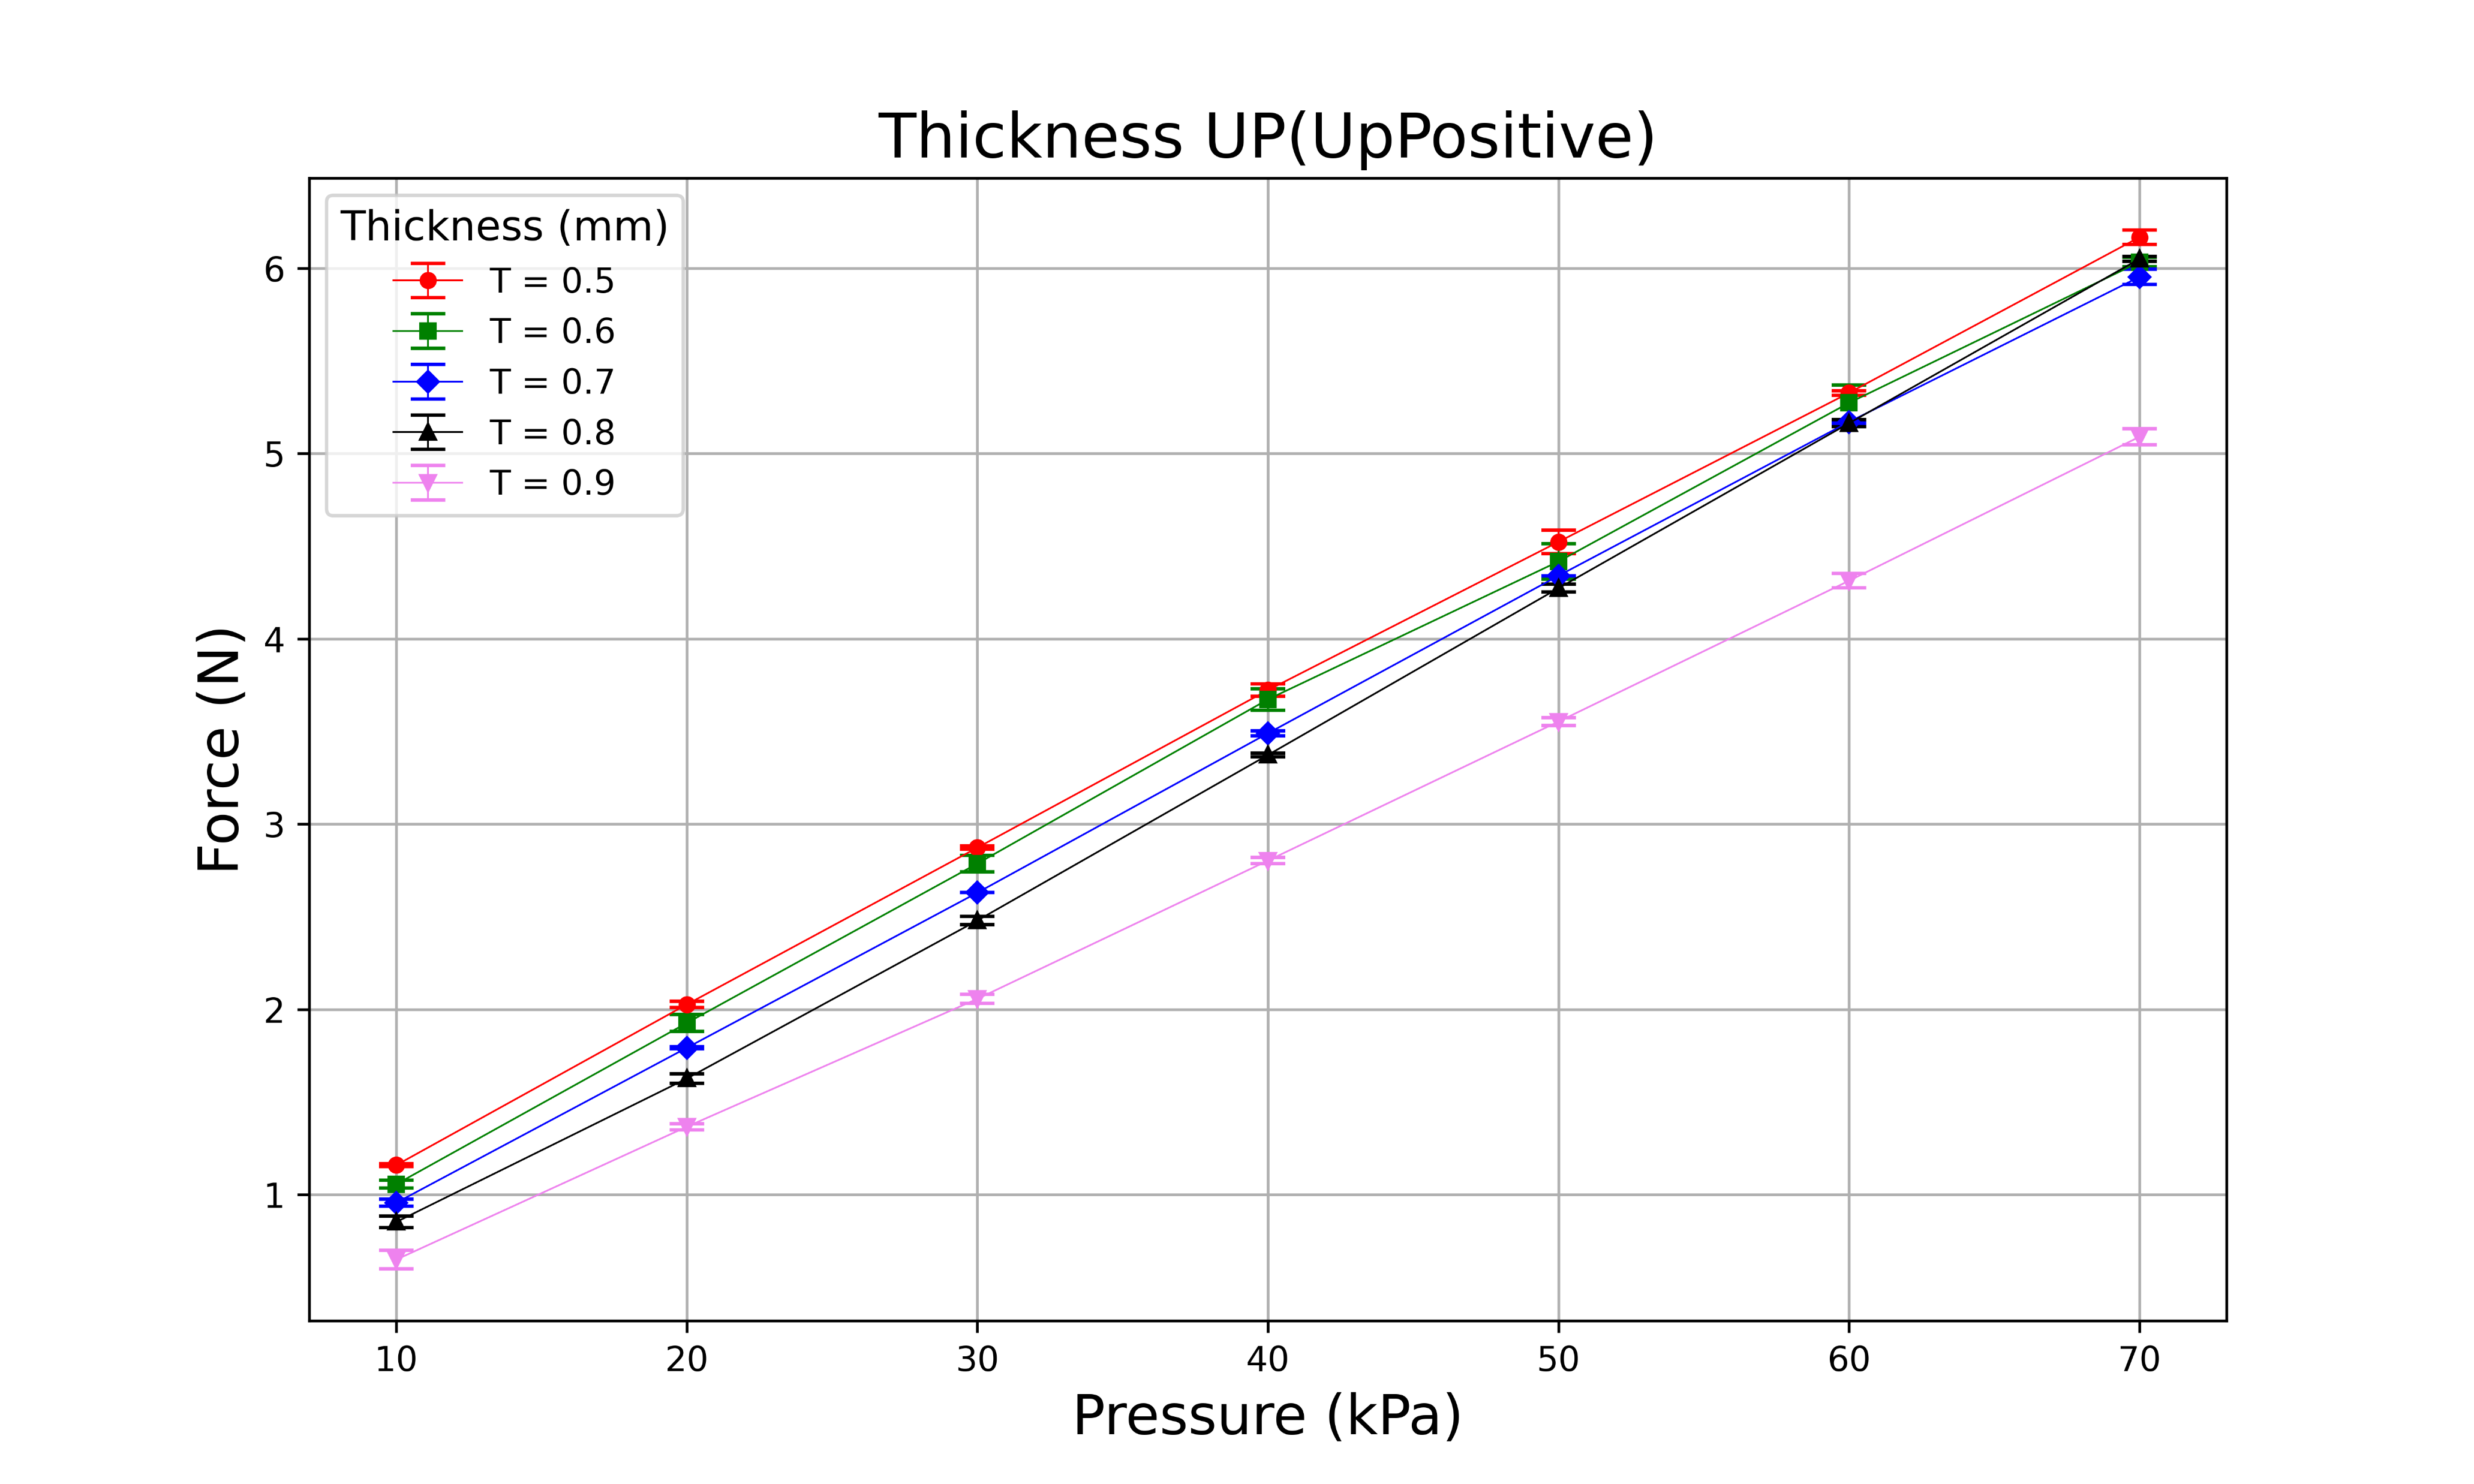 Thickness UP(UpPositive)
Thickness (mm)
T = 0.5
T = 0.6
T = 0.7
T = 0.8
T = 0.9
Force (N)
6
5
4
3
2
1
10 20 30 40 50 60 70
Pressure (kPa)